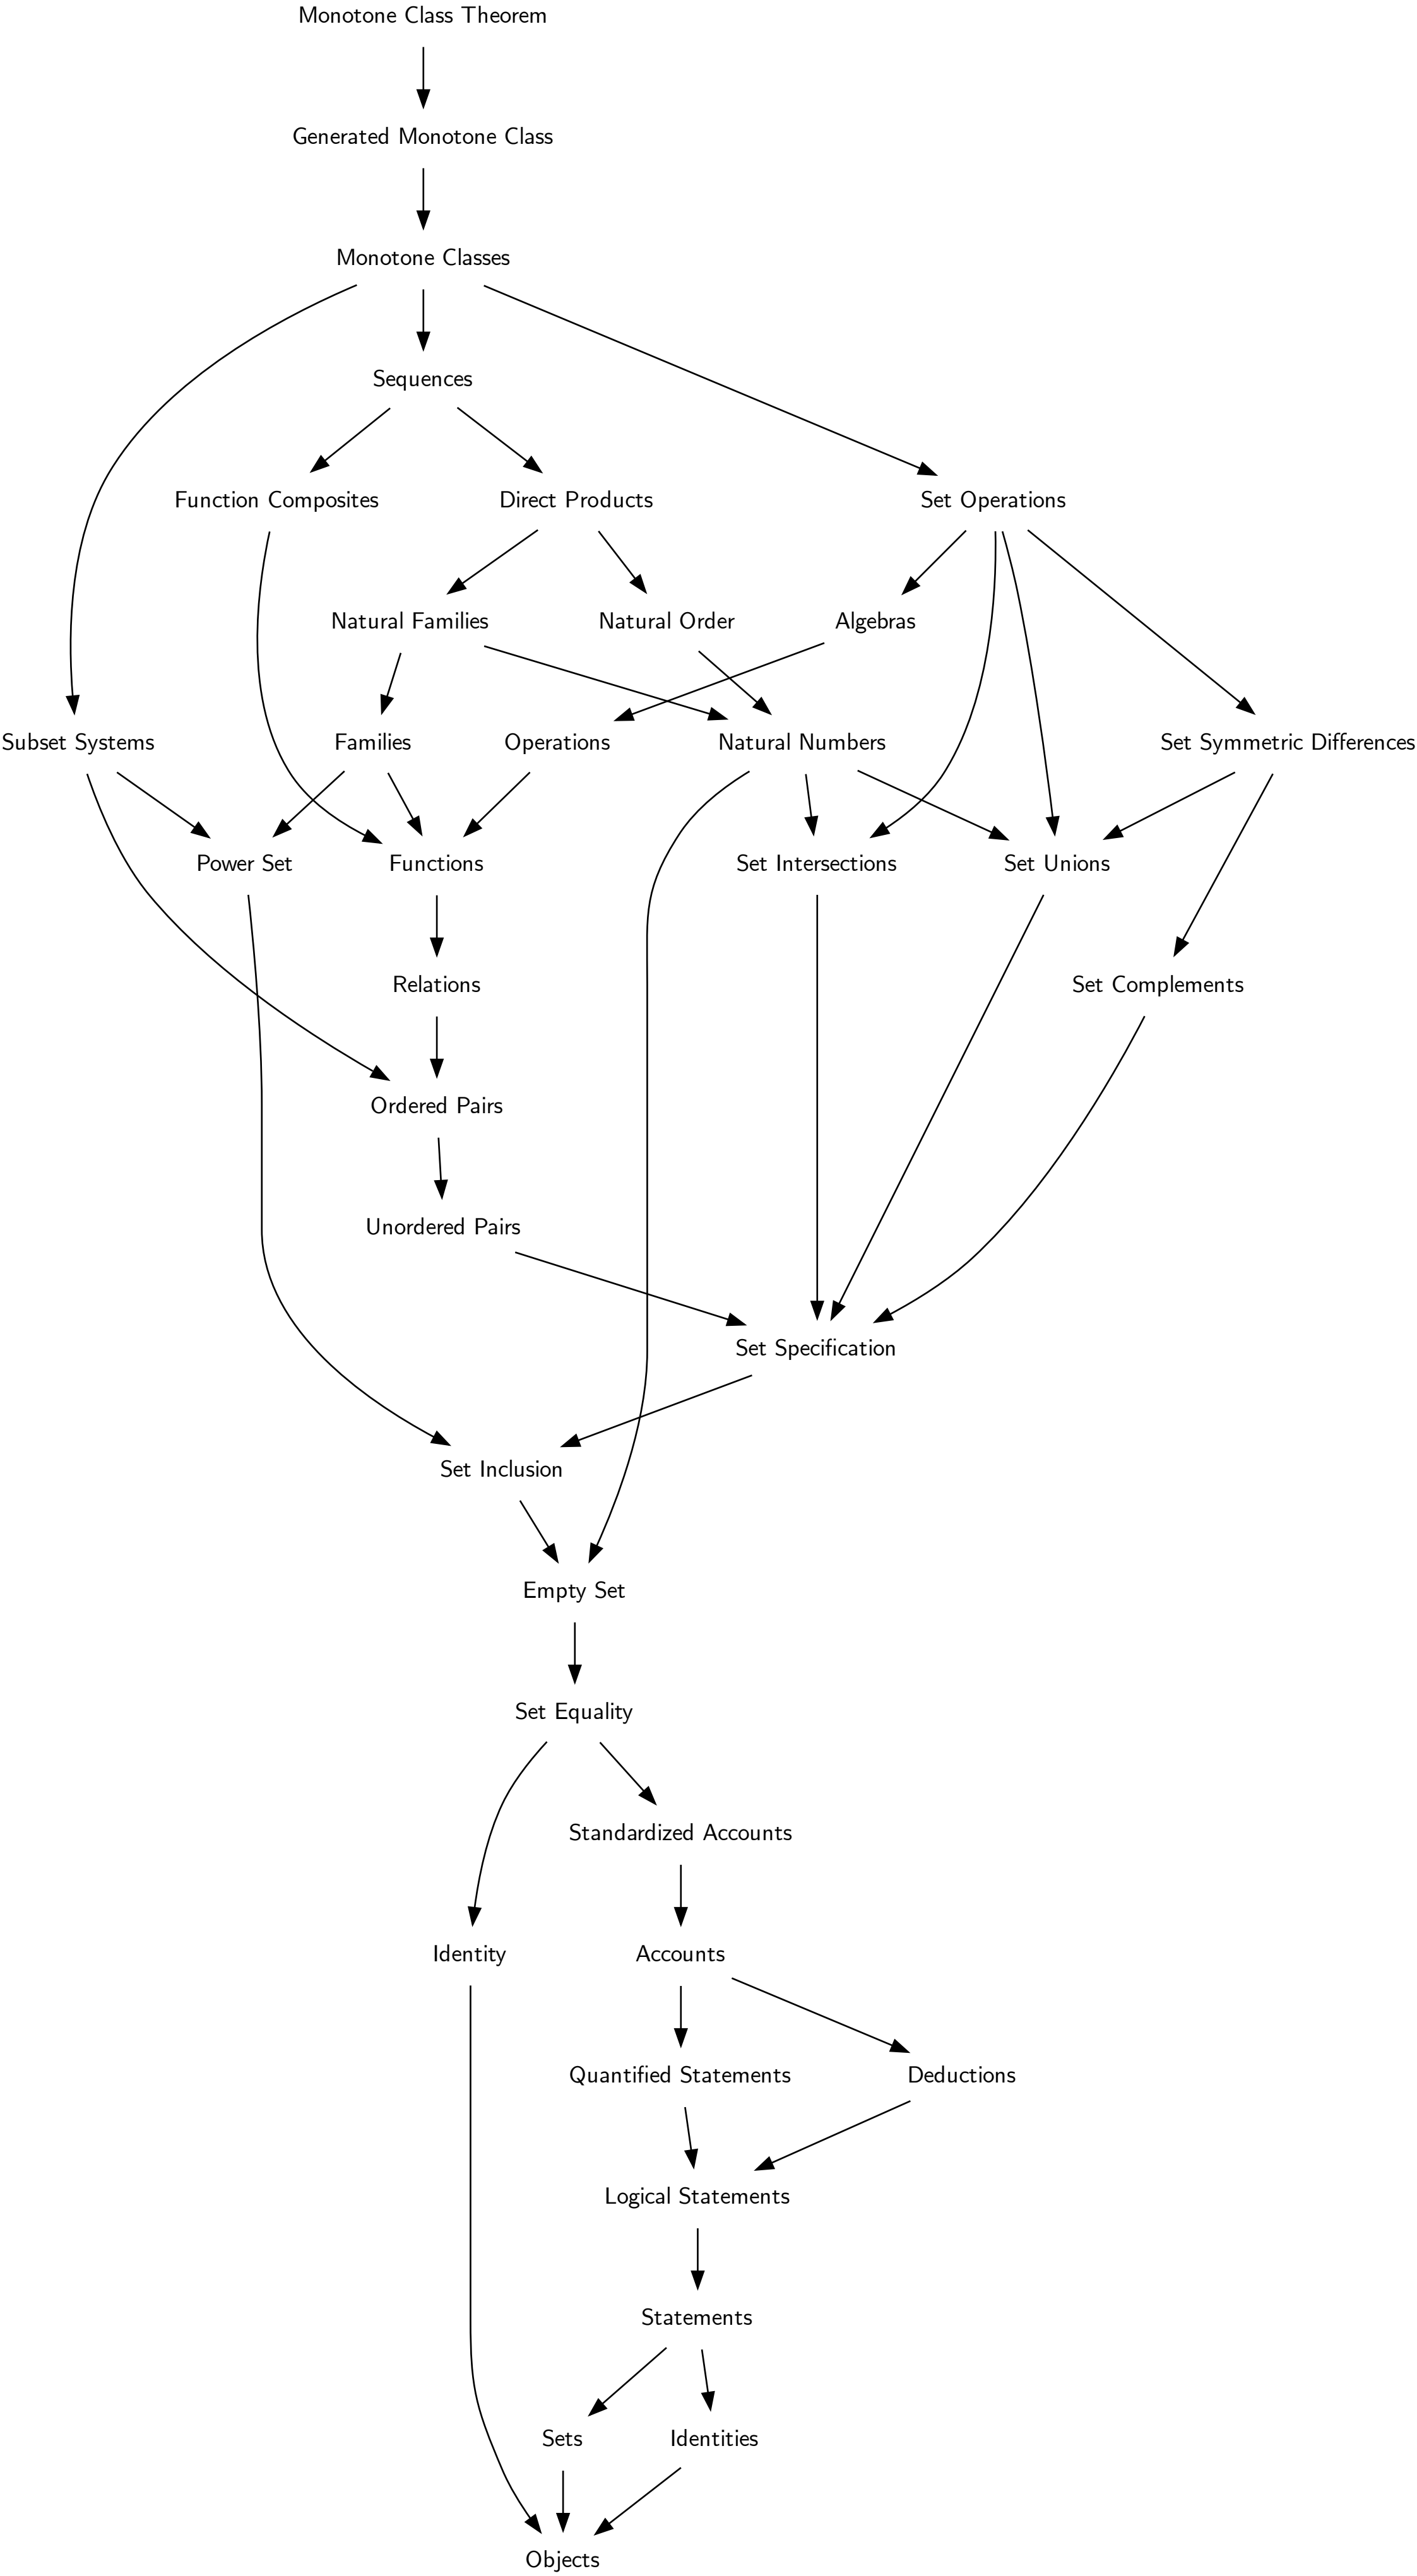 Monotone Class Theorem
Generated Monotone Class
Monotone Classes
Sequences
Function Composites
Direct Products
Set Operations
Natural Families
Natural Order
Algebras
Subset Systems
Families
Operations
Natural Numbers
Set Symmetric Differences
Power Set
Functions
Set Intersections
Set Unions
Relations
Set Complements
Ordered Pairs
Unordered Pairs
Set Specification
Set Inclusion
Empty Set
Set Equality
Standardized Accounts
Identity
Accounts
Quantified Statements
Deductions
Logical Statements
Statements
Sets
Identities
Objects